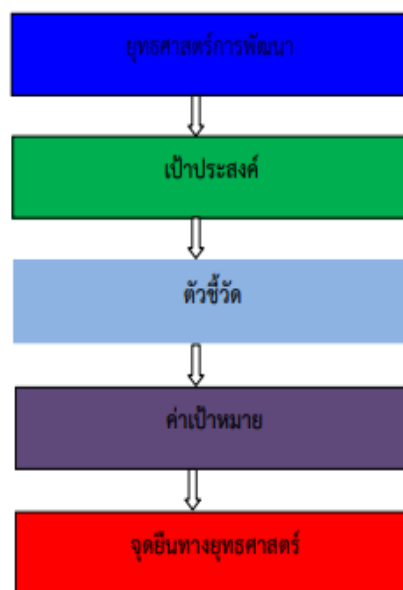 ยุทธศาสตร์การพัฒนา
เป้าประสงค์
ตัวชี้วัด
ค่าเป้าหมาย
จุดยืนทางยุทธศาสตร์